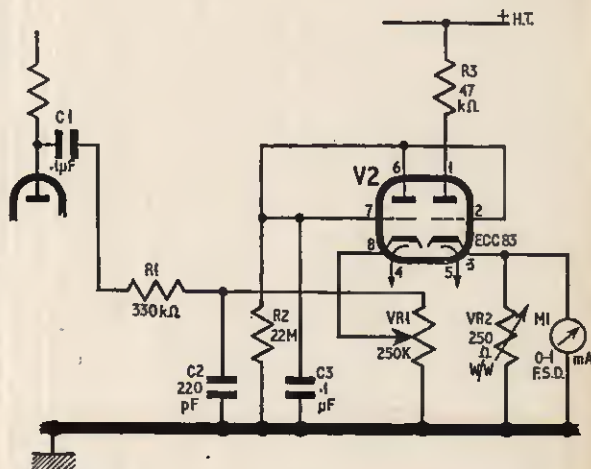 + H.T.
R3
47
kΩ
C1
.1µF
6
1
V2
7
2
8
ECC83
4
5
3
R1
330kΩ
R2
22M
VR1
250K
VR2
250
Ω
W/W
M1
0-1
mA
F.S.D.
C2
220
pF
C3
.1
µF